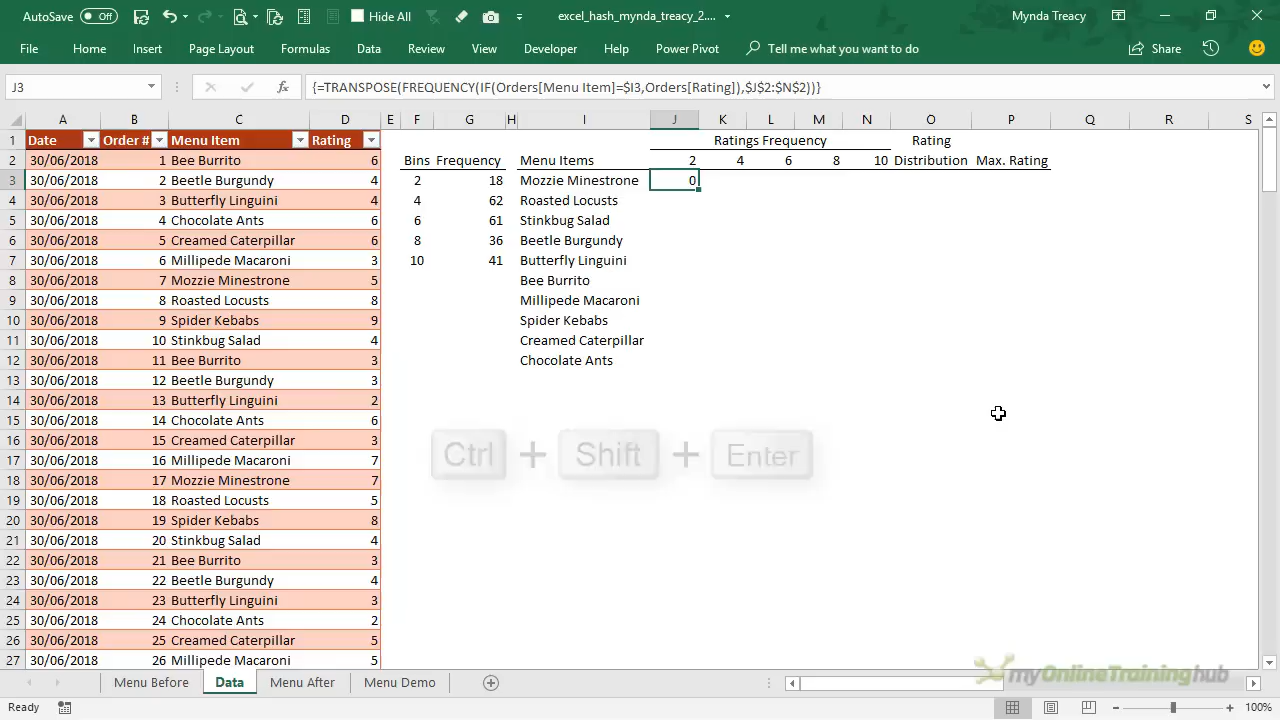 AutoSave Off Hide All excel_hash_mynda_treacy_2.... Mynda Treacy
File Home Insert Page Layout Formulas Data Review View Developer Help Power Pivot Tell me what you want to do Share
J3 fx {=TRANSPOSE(FREQUENCY(IF(Orders[Menu Item]=$I3,Orders[Rating]),$J$2:$N$2))}
A B C D E F G H I J K L M N O P Q R S
1 Date Order # Menu Item Rating Ratings Frequency Rating
2 30/06/2018 1 Bee Burrito 6 Bins Frequency Menu Items 2 4 6 8 10 Distribution Max. Rating
3 30/06/2018 2 Beetle Burgundy 4 2 18 Mozzie Minestrone 0
4 30/06/2018 3 Butterfly Linguini 4 4 62 Roasted Locusts
5 30/06/2018 4 Chocolate Ants 6 6 61 Stinkbug Salad
6 30/06/2018 5 Creamed Caterpillar 6 8 36 Beetle Burgundy
7 30/06/2018 6 Millipede Macaroni 3 10 41 Butterfly Linguini
8 30/06/2018 7 Mozzie Minestrone 5 Bee Burrito
9 30/06/2018 8 Roasted Locusts 8 Millipede Macaroni
10 30/06/2018 9 Spider Kebabs 9 Spider Kebabs
11 30/06/2018 10 Stinkbug Salad 4 Creamed Caterpillar
12 30/06/2018 11 Bee Burrito 3 Chocolate Ants
13 30/06/2018 12 Beetle Burgundy 3
14 30/06/2018 13 Butterfly Linguini 2
15 30/06/2018 14 Chocolate Ants 6
16 30/06/2018 15 Creamed Caterpillar 3
17 30/06/2018 16 Millipede Macaroni 7
18 30/06/2018 17 Mozzie Minestrone 7
19 30/06/2018 18 Roasted Locusts 5
20 30/06/2018 19 Spider Kebabs 8
21 30/06/2018 20 Stinkbug Salad 4
22 30/06/2018 21 Bee Burrito 3
23 30/06/2018 22 Beetle Burgundy 4
24 30/06/2018 23 Butterfly Linguini 3
25 30/06/2018 24 Chocolate Ants 2
26 30/06/2018 25 Creamed Caterpillar 5
27 30/06/2018 26 Millipede Macaroni 5
Ctrl + Shift + Enter
myOnlineTraininghub
Menu Before Data Menu After Menu Demo
Ready 100%